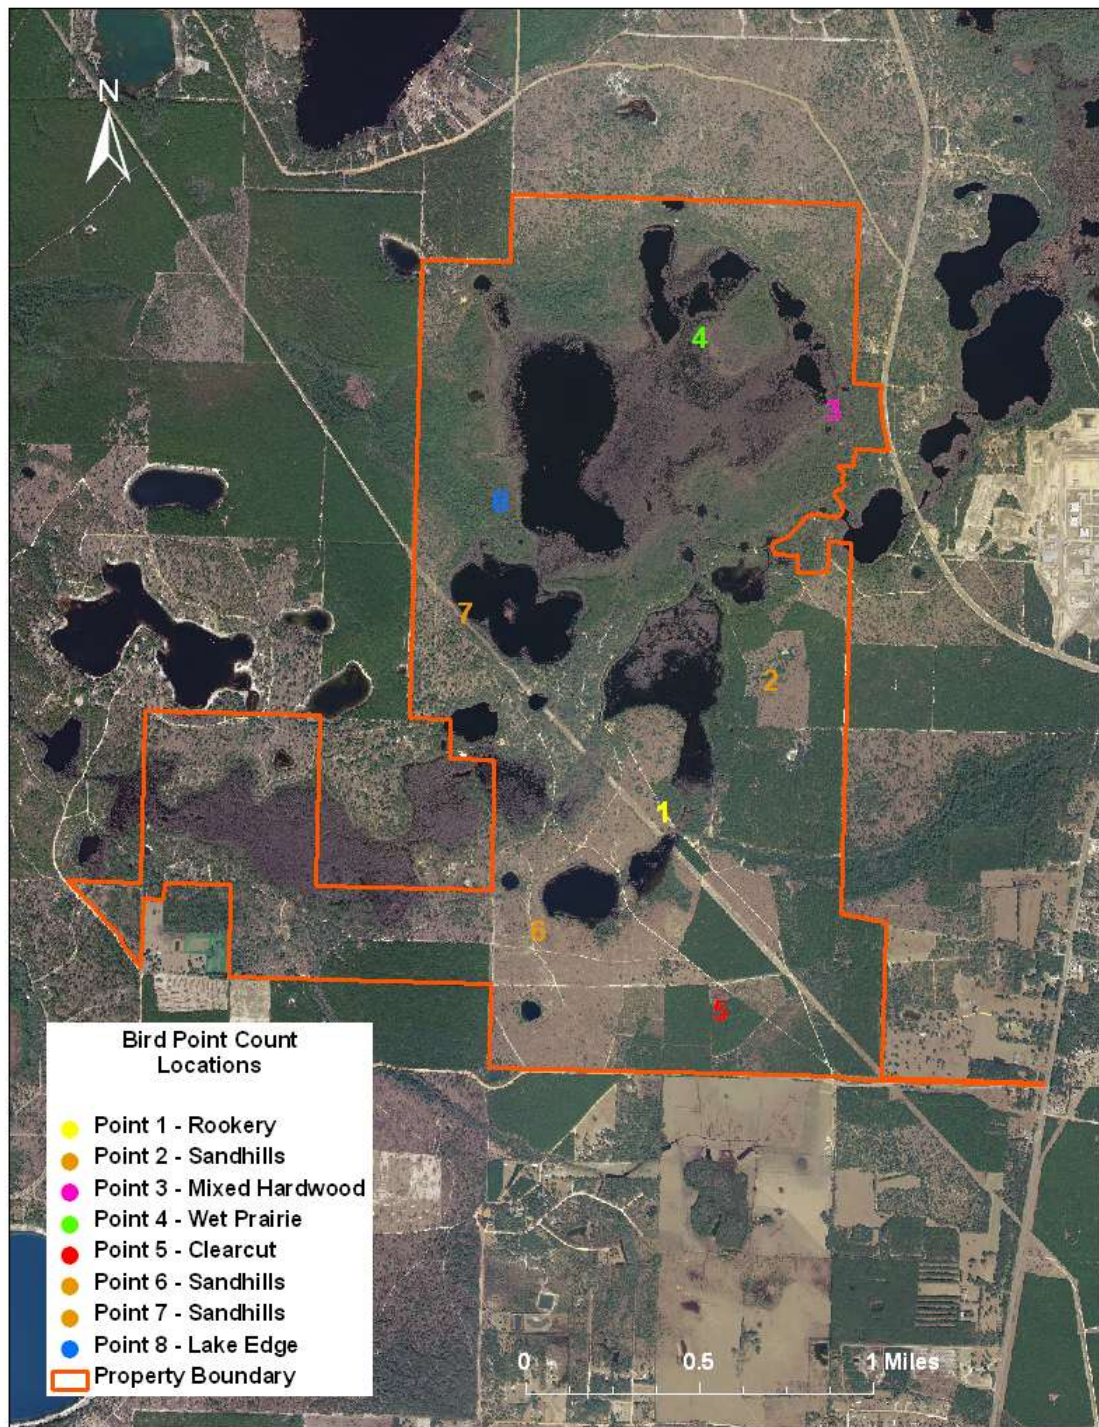 N
4
3
8
7
2
1
6
5
Bird Point Count
Locations
Point 1 - Rookery
Point 2 - Sandhills
Point 3 - Mixed Hardwood
Point 4 - Wet Prairie
Point 5 - Clearcut
Point 6 - Sandhills
Point 7 - Sandhills
Point 8 - Lake Edge
Property Boundary
0 0.5 1 Miles